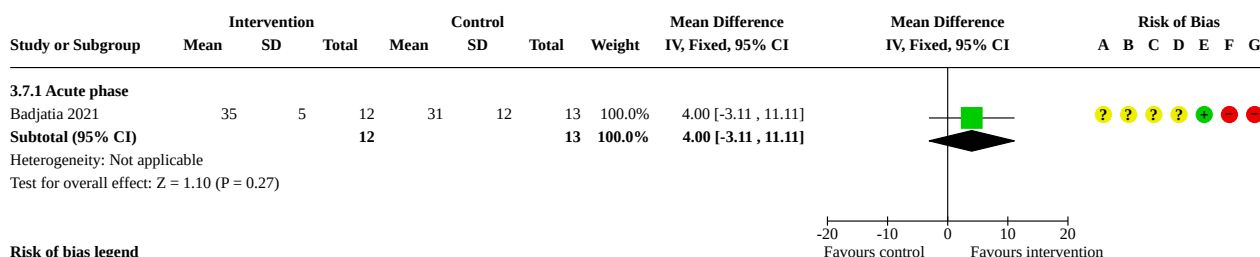 Intervention Control Mean Difference Mean Difference Risk of Bias
Study or Subgroup Mean SD Total Mean SD Total Weight IV, Fixed, 95% CI IV, Fixed, 95% CI A B C D E F G
3.7.1 Acute phase
Badjatia 2021 35 5 12 31 12 13 100.0% 4.00 [-3.11 , 11.11] ? ? ? ? + − −
Subtotal (95% CI) 12 13 100.0% 4.00 [-3.11 , 11.11]
Heterogeneity: Not applicable
Test for overall effect: Z = 1.10 (P = 0.27)
-20 -10 0 10 20
Favours control Favours intervention
Risk of bias legend